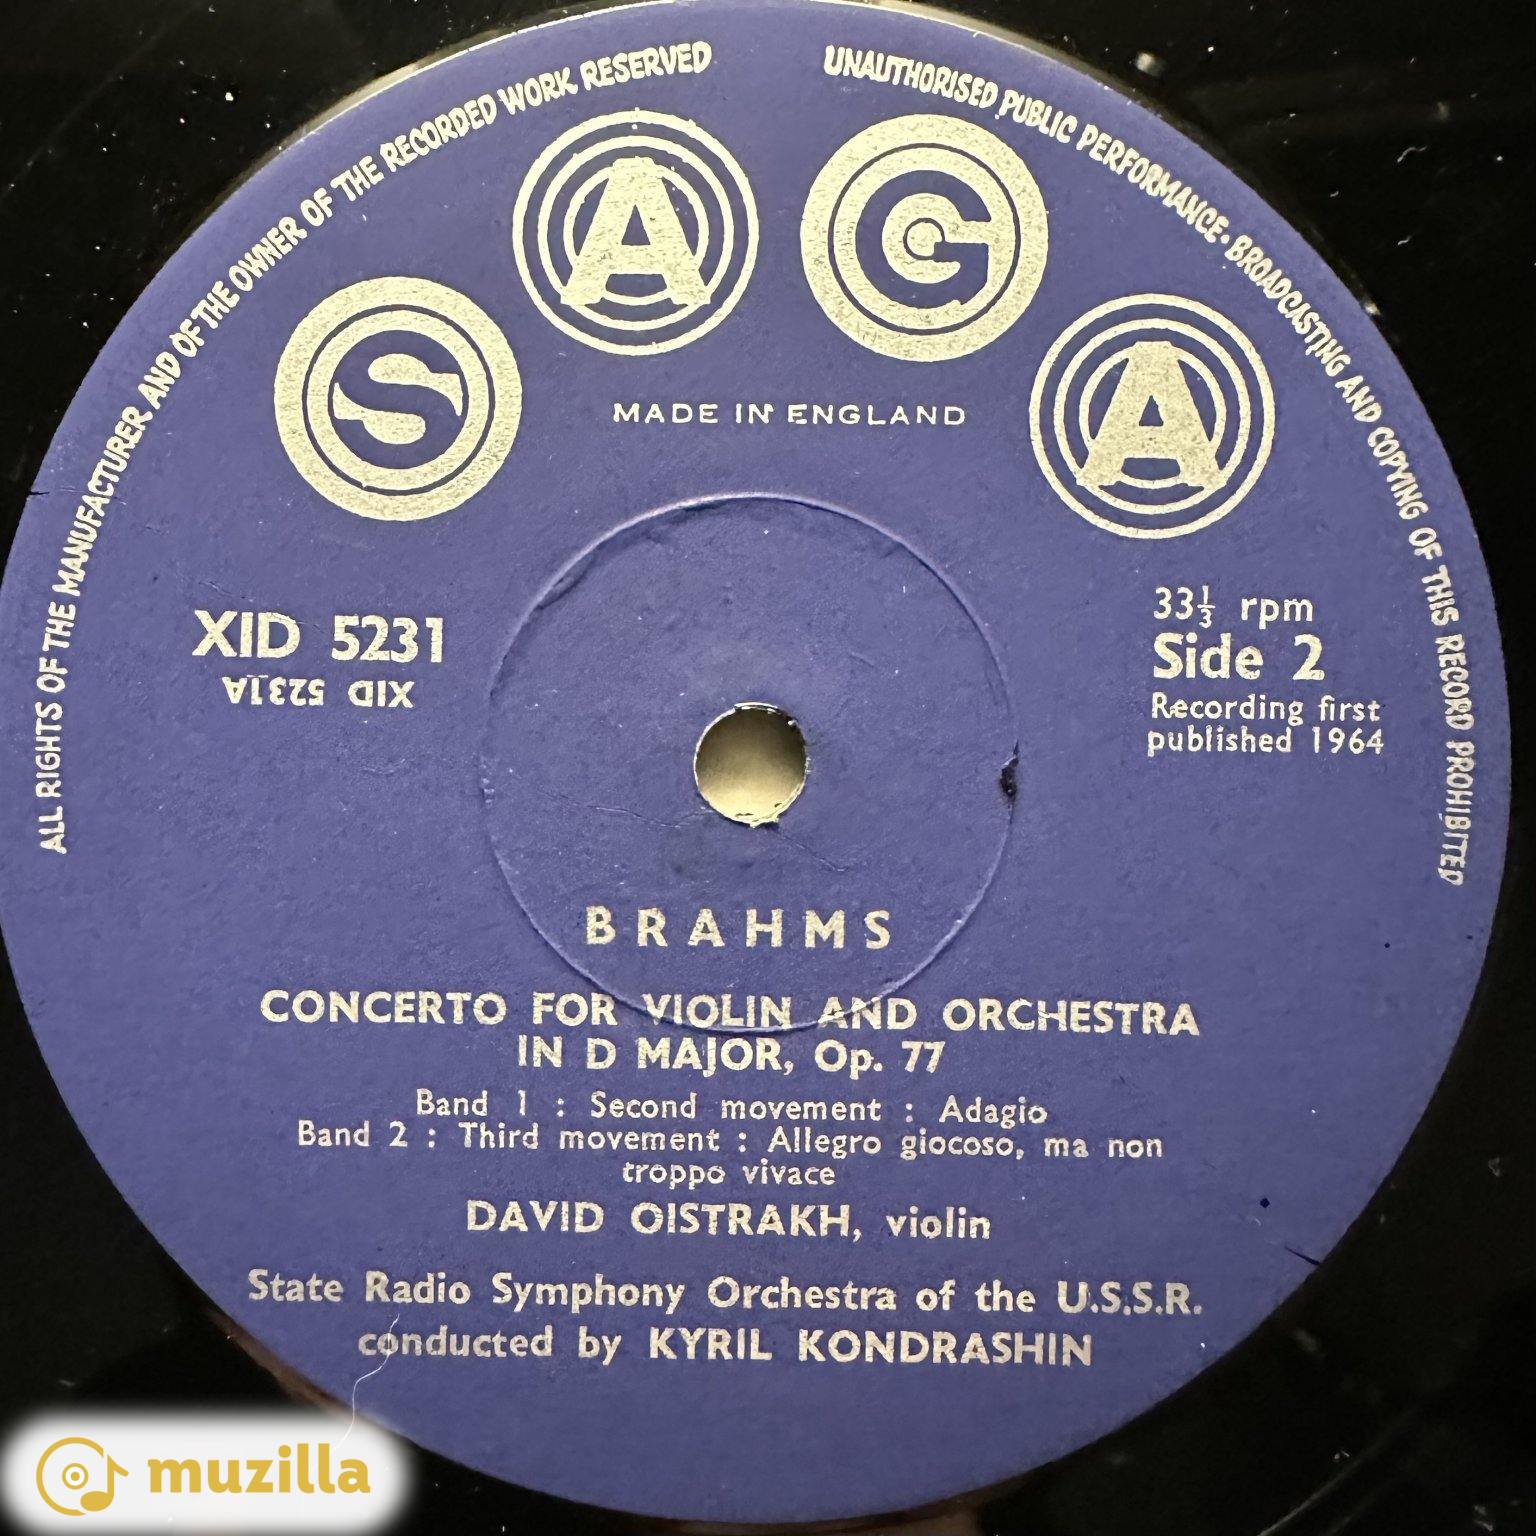 ALL RIGHTS OF THE MANUFACTURER AND OF THE OWNER OF THE RECORDED WORK RESERVED
UNAUTHORISED PUBLIC PERFORMANCE · BROADCASTING AND COPYING OF THIS RECORD PROHIBITED
SAGA
MADE IN ENGLAND
XID 5231
XID 5231A
33⅓ rpm
Side 2
Recording first
published 1964
BRAHMS
CONCERTO FOR VIOLIN AND ORCHESTRA
IN D MAJOR, Op. 77
Band 1 : Second movement : Adagio
Band 2 : Third movement : Allegro giocoso, ma non
troppo vivace
DAVID OISTRAKH, violin
State Radio Symphony Orchestra of the U.S.S.R.
conducted by KYRIL KONDRASHIN
muzilla